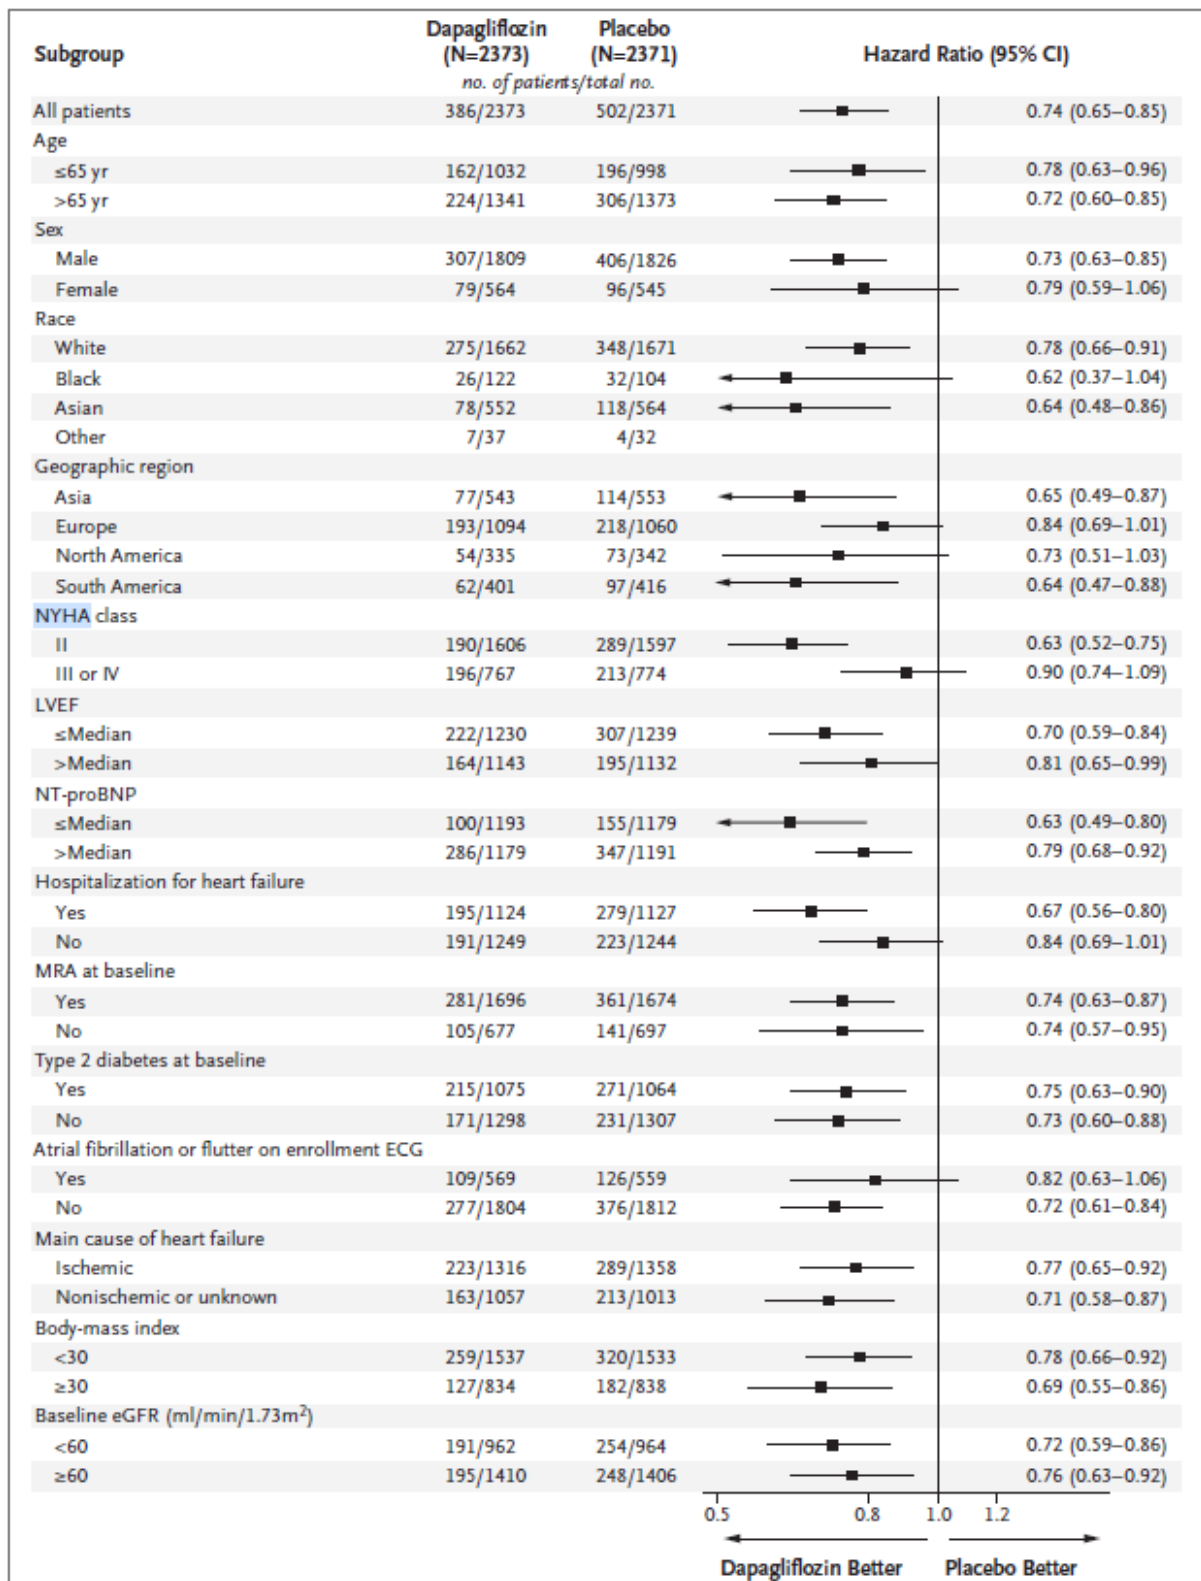 Subgroup Dapagliflozin (N=2373) Placebo (N=2371) Hazard Ratio (95% CI)
no. of patients/total no.
All patients 386/2373 502/2371 0.74 (0.65–0.85)
Age
≤65 yr 162/1032 196/998 0.78 (0.63–0.96)
>65 yr 224/1341 306/1373 0.72 (0.60–0.85)
Sex
Male 307/1809 406/1826 0.73 (0.63–0.85)
Female 79/564 96/545 0.79 (0.59–1.06)
Race
White 275/1662 348/1671 0.78 (0.66–0.91)
Black 26/122 32/104 0.62 (0.37–1.04)
Asian 78/552 118/564 0.64 (0.48–0.86)
Other 7/37 4/32
Geographic region
Asia 77/543 114/553 0.65 (0.49–0.87)
Europe 193/1094 218/1060 0.84 (0.69–1.01)
North America 54/335 73/342 0.73 (0.51–1.03)
South America 62/401 97/416 0.64 (0.47–0.88)
NYHA class
II 190/1606 289/1597 0.63 (0.52–0.75)
III or IV 196/767 213/774 0.90 (0.74–1.09)
LVEF
≤Median 222/1230 307/1239 0.70 (0.59–0.84)
>Median 164/1143 195/1132 0.81 (0.65–0.99)
NT-proBNP
≤Median 100/1193 155/1179 0.63 (0.49–0.80)
>Median 286/1179 347/1191 0.79 (0.68–0.92)
Hospitalization for heart failure
Yes 195/1124 279/1127 0.67 (0.56–0.80)
No 191/1249 223/1244 0.84 (0.69–1.01)
MRA at baseline
Yes 281/1696 361/1674 0.74 (0.63–0.87)
No 105/677 141/697 0.74 (0.57–0.95)
Type 2 diabetes at baseline
Yes 215/1075 271/1064 0.75 (0.63–0.90)
No 171/1298 231/1307 0.73 (0.60–0.88)
Atrial fibrillation or flutter on enrollment ECG
Yes 109/569 126/559 0.82 (0.63–1.06)
No 277/1804 376/1812 0.72 (0.61–0.84)
Main cause of heart failure
Ischemic 223/1316 289/1358 0.77 (0.65–0.92)
Nonischemic or unknown 163/1057 213/1013 0.71 (0.58–0.87)
Body-mass index
<30 259/1537 320/1533 0.78 (0.66–0.92)
≥30 127/834 182/838 0.69 (0.55–0.86)
Baseline eGFR (ml/min/1.73m²)
<60 191/962 254/964 0.72 (0.59–0.86)
≥60 195/1410 248/1406 0.76 (0.63–0.92)
0.5 0.8 1.0 1.2
Dapagliflozin Better Placebo Better